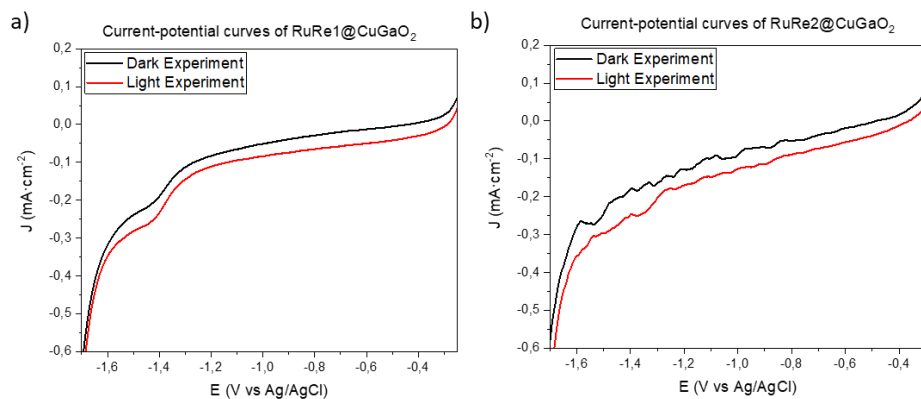 a)
Current-potential curves of RuRe1@CuGaO₂
Dark Experiment
Light Experiment
0,2
0,1
0,0
-0,1
-0,2
-0,3
-0,4
-0,5
-0,6
J (mA·cm⁻²)
-1,6 -1,4 -1,2 -1,0 -0,8 -0,6 -0,4
E (V vs Ag/AgCl)
b)
Current-potential curves of RuRe2@CuGaO₂
Dark Experiment
Light Experiment
0,2
0,1
0,0
-0,1
-0,2
-0,3
-0,4
-0,5
-0,6
J (mA·cm⁻²)
-1,6 -1,4 -1,2 -1,0 -0,8 -0,6 -0,4
E (V vs Ag/AgCl)